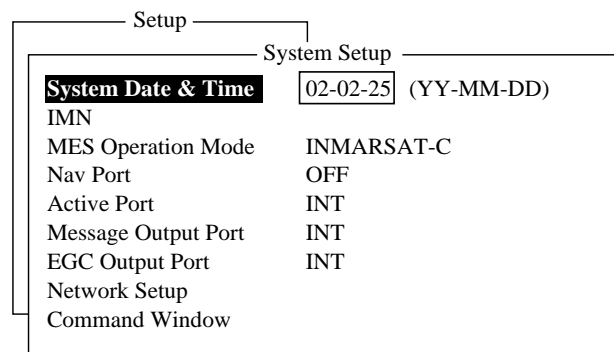 Setup
System Setup
System Date & Time 02-02-25 (YY-MM-DD)
IMN
MES Operation Mode INMARSAT-C
Nav Port OFF
Active Port INT
Message Output Port INT
EGC Output Port INT
Network Setup
Command Window